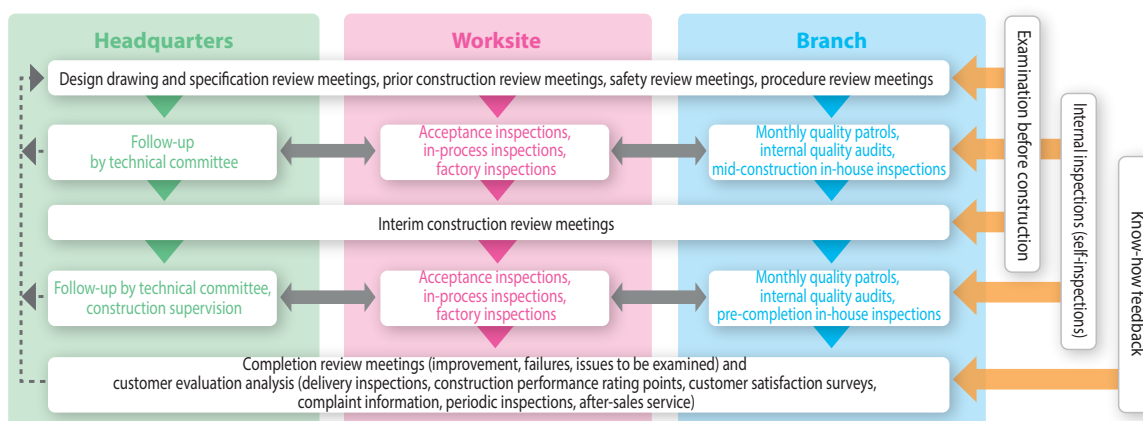 Headquarters
Worksite
Branch
Design drawing and specification review meetings, prior construction review meetings, safety review meetings, procedure review meetings
Follow-up
by technical committee
Acceptance inspections,
in-process inspections,
factory inspections
Monthly quality patrols,
internal quality audits,
mid-construction in-house inspections
Interim construction review meetings
Follow-up by technical committee,
construction supervision
Acceptance inspections,
in-process inspections,
factory inspections
Monthly quality patrols,
internal quality audits,
pre-completion in-house inspections
Completion review meetings (improvement, failures, issues to be examined) and
customer evaluation analysis (delivery inspections, construction performance rating points, customer satisfaction surveys,
complaint information, periodic inspections, after-sales service)
Examination before construction
Internal inspections (self-inspections)
Know-how feedback